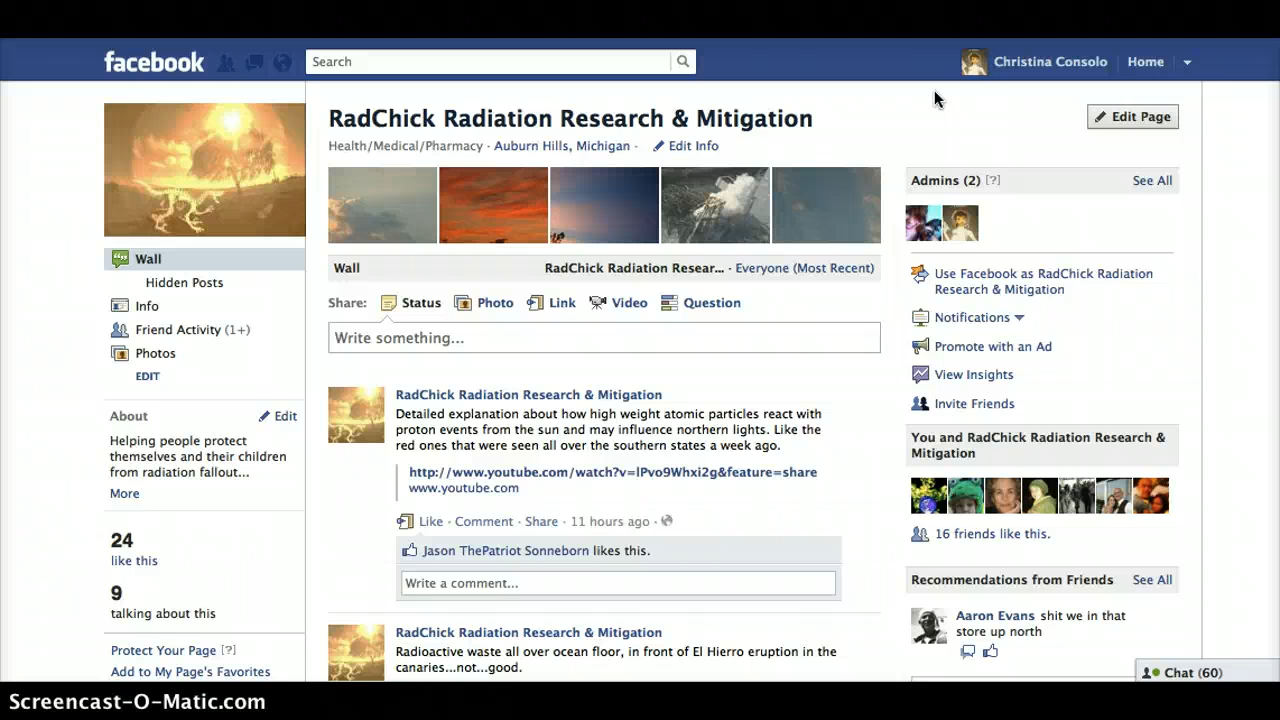 facebook
Search
Christina Consolo
Home
RadChick Radiation Research & Mitigation
Edit Page
Health/Medical/Pharmacy · Auburn Hills, Michigan · Edit Info
Wall
Hidden Posts
Info
Friend Activity (1+)
Photos
EDIT
About
Edit
Helping people protect
themselves and their children
from radiation fallout...
More
24
like this
9
talking about this
Protect Your Page [?]
Add to My Page's Favorites
Wall
RadChick Radiation Resear... · Everyone (Most Recent)
Share: Status Photo Link Video Question
Write something...
RadChick Radiation Research & Mitigation
Detailed explanation about how high weight atomic particles react with
proton events from the sun and may influence northern lights. Like the
red ones that were seen all over the southern states a week ago.
http://www.youtube.com/watch?v=lPvo9Whxi2g&feature=share
www.youtube.com
Like · Comment · Share · 11 hours ago ·
Jason ThePatriot Sonneborn likes this.
Write a comment...
RadChick Radiation Research & Mitigation
Radioactive waste all over ocean floor, in front of El Hierro eruption in the
canaries...not...good.
Admins (2) [?]
See All
Use Facebook as RadChick Radiation
Research & Mitigation
Notifications
Promote with an Ad
View Insights
Invite Friends
You and RadChick Radiation Research &
Mitigation
16 friends like this.
Recommendations from Friends
See All
Aaron Evans shit we in that
store up north
Chat (60)
Screencast-O-Matic.com